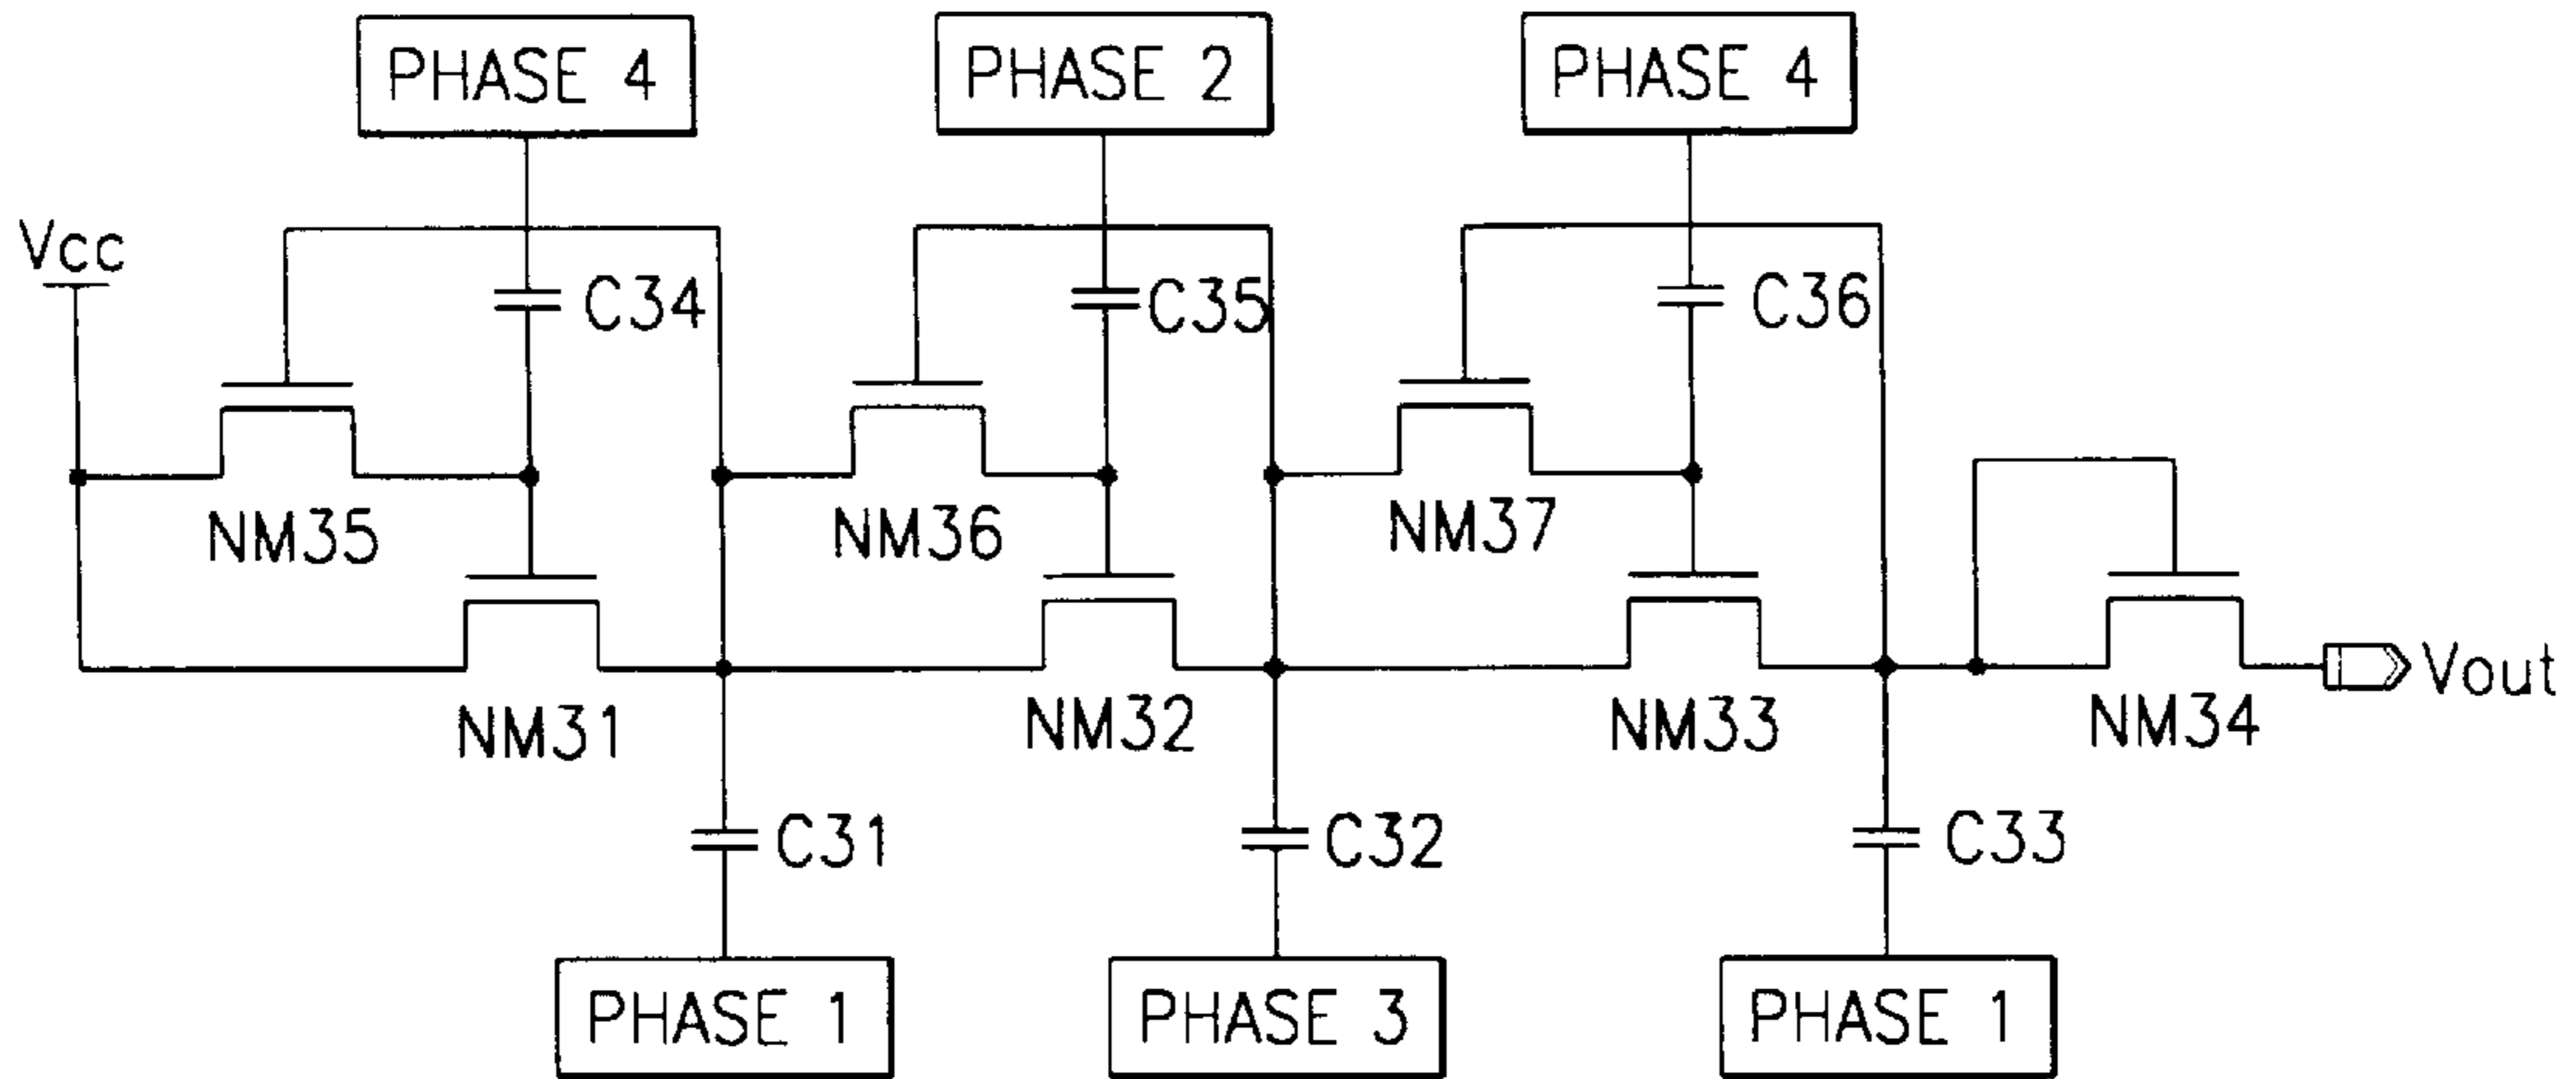 PHASE 4
PHASE 2
PHASE 4
Vcc
C34
C35
C36
NM35
NM36
NM37
NM31
NM32
NM33
NM34
Vout
C31
C32
C33
PHASE 1
PHASE 3
PHASE 1